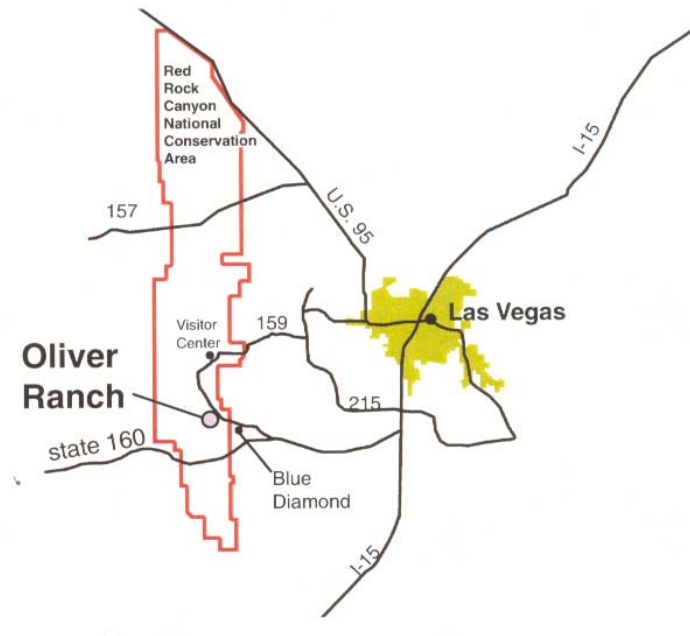 Red
Rock
Canyon
National
Conservation
Area
I-15
157
U.S. 95
Las Vegas
Visitor
Center
159
Oliver
Ranch
215
state 160
Blue
Diamond
I-15